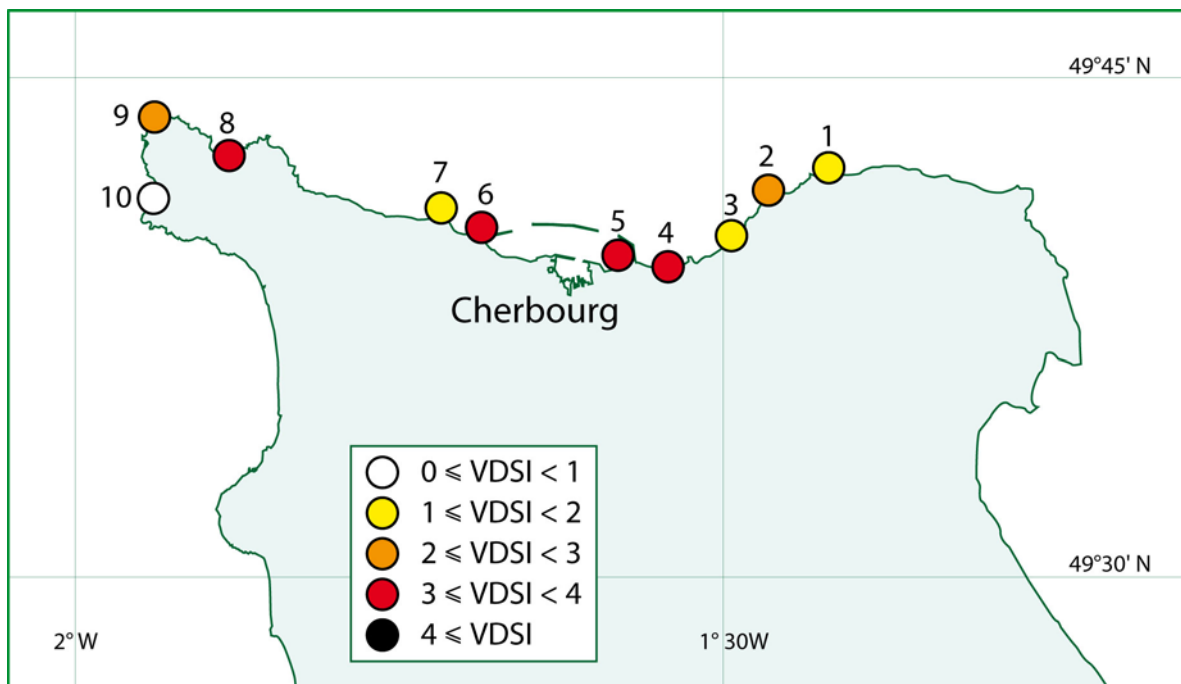 49°45' N
1
9
8
2
7
10
6
3
5
4
Cherbourg
0 ⩽ VDSI < 1
1 ⩽ VDSI < 2
2 ⩽ VDSI < 3
3 ⩽ VDSI < 4
4 ⩽ VDSI
49°30' N
2° W
1° 30W